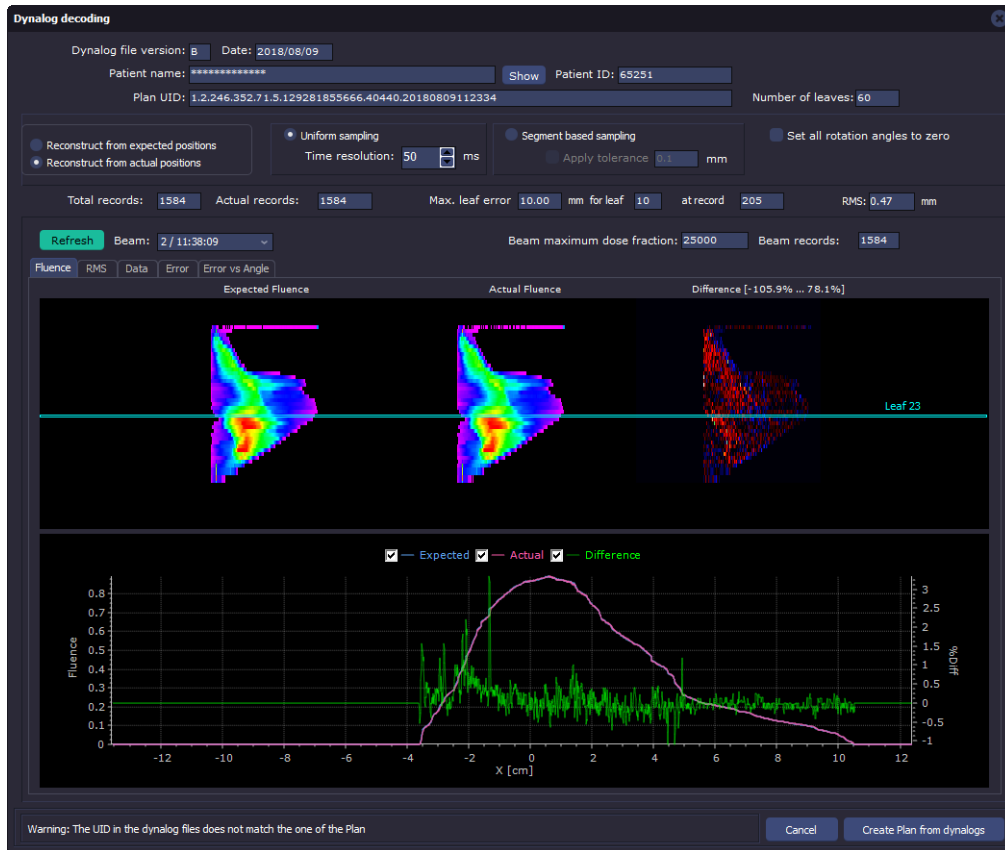 Dynalog decoding
Dynalog file version: B Date: 2018/08/09
Patient name: ************* Show Patient ID: 65251
Plan UID: 1.2.246.352.71.5.129281855666.40440.20180809112334 Number of leaves: 60
Reconstruct from expected positions
Reconstruct from actual positions
Uniform sampling
Time resolution: 50 ms
Segment based sampling
Apply tolerance 0.1 mm
Set all rotation angles to zero
Total records: 1584 Actual records: 1584 Max. leaf error 10.00 mm for leaf 10 at record 205 RMS: 0.47 mm
Refresh Beam: 2 / 11:38:09 Beam maximum dose fraction: 25000 Beam records: 1584
Fluence RMS Data Error Error vs Angle
Expected Fluence Actual Fluence Difference [-105.9% ... 78.1%]
Leaf 23
Expected Actual Difference
Fluence
0.8
0.7
0.6
0.5
0.4
0.3
0.2
0.1
0
3
2.5
2
1.5
1
0.5
0
-0.5
-1
%Diff
-12 -10 -8 -6 -4 -2 0 2 4 6 8 10 12
X [cm]
Warning: The UID in the dynalog files does not match the one of the Plan
Cancel Create Plan from dynalogs